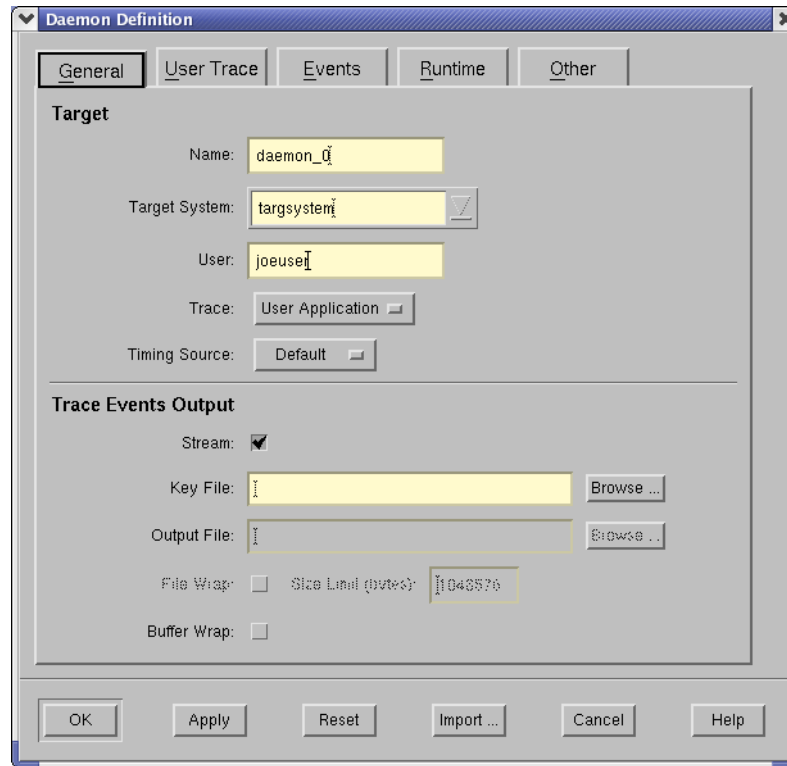 Daemon Definition
General User Trace Events Runtime Other
Target
Name: daemon_0
Target System: targsystem
User: joeuser
Trace: User Application
Timing Source: Default
Trace Events Output
Stream:
Key File: Browse ...
Output File: Browse ...
File Wrap: Size Limit (bytes): 1048576
Buffer Wrap:
OK Apply Reset Import ... Cancel Help